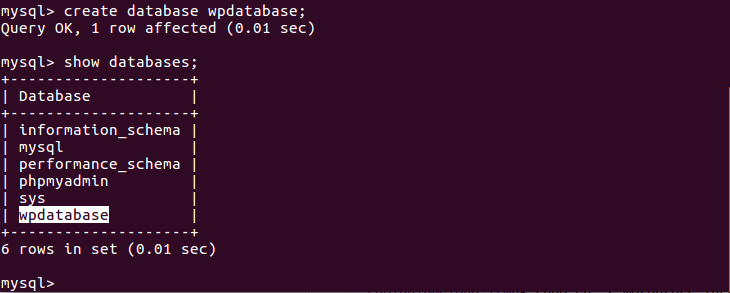 mysql> create database wpdatabase;
Query OK, 1 row affected (0.01 sec)
mysql> show databases;
+--------------------+
| Database           |
+--------------------+
| information_schema |
| mysql              |
| performance_schema |
| phpmyadmin         |
| sys                |
| wpdatabase         |
+--------------------+
6 rows in set (0.01 sec)
mysql>